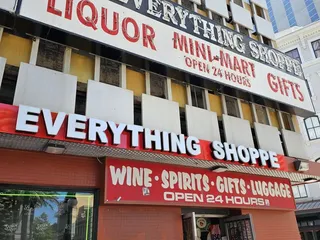 EVERYTHING SHOPPE
LIQUOR MINI-MART GIFTS
OPEN 24 HOURS
EVERYTHING SHOPPE
WINE·SPIRITS·GIFTS·LUGGAGE
OPEN 24 HOURS